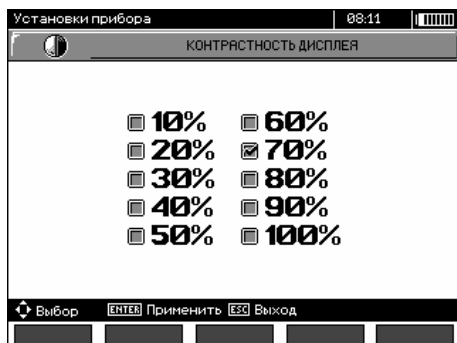 Установки прибора 08:11
КОНТРАСТНОСТЬ ДИСПЛЕЯ
10% 60%
20% 70%
30% 80%
40% 90%
50% 100%
Выбор ENTER Применить ESC Выход